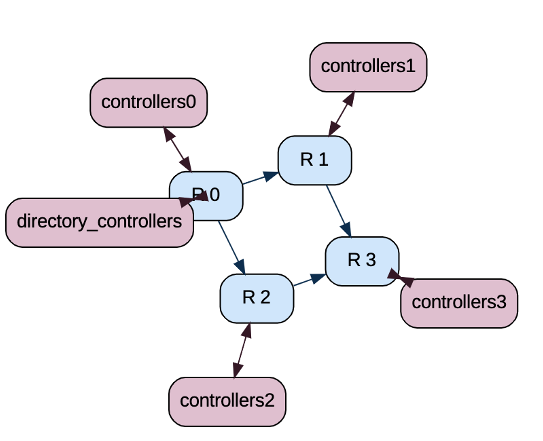 controllers1
controllers0
R 1
R 0
directory_controllers
R 3
R 2
controllers3
controllers2